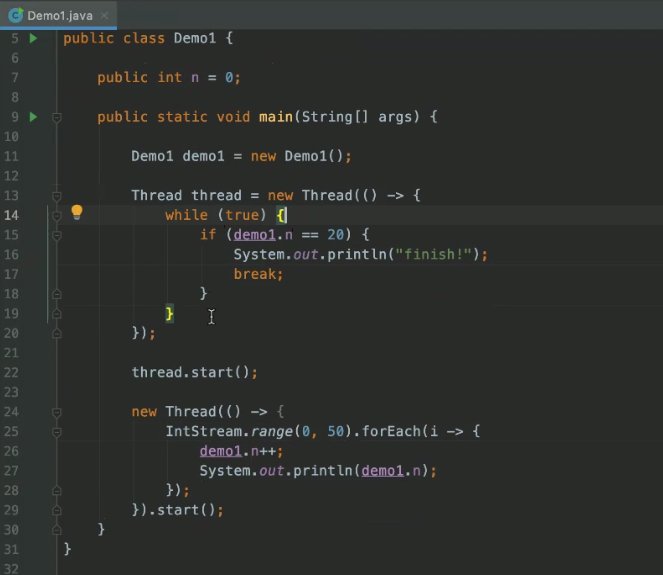 Demo1.java
5 public class Demo1 {
6
7     public int n = 0;
8
9     public static void main(String[] args) {
10
11         Demo1 demo1 = new Demo1();
12
13         Thread thread = new Thread(() -> {
14             while (true) {
15                 if (demo1.n == 20) {
16                     System.out.println("finish!");
17                     break;
18                 }
19             }
20         });
21
22         thread.start();
23
24         new Thread(() -> {
25             IntStream.range(0, 50).forEach(i -> {
26                 demo1.n++;
27                 System.out.println(demo1.n);
28             });
29         }).start();
30     }
31 }
32